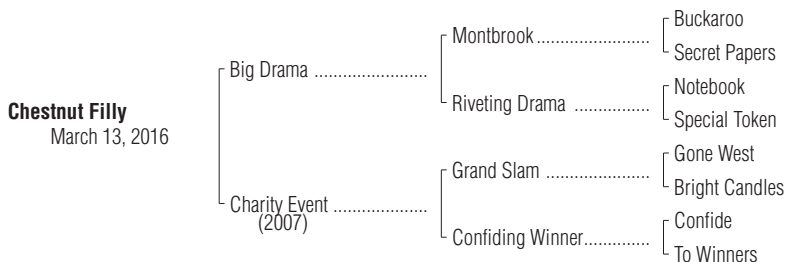 Chestnut Filly
March 13, 2016
Big Drama ........................
Charity Event ....................
(2007)
Montbrook ........................
Riveting Drama ................
Grand Slam ......................
Confiding Winner..............
Buckaroo
Secret Papers
Notebook
Special Token
Gone West
Bright Candles
Confide
To Winners